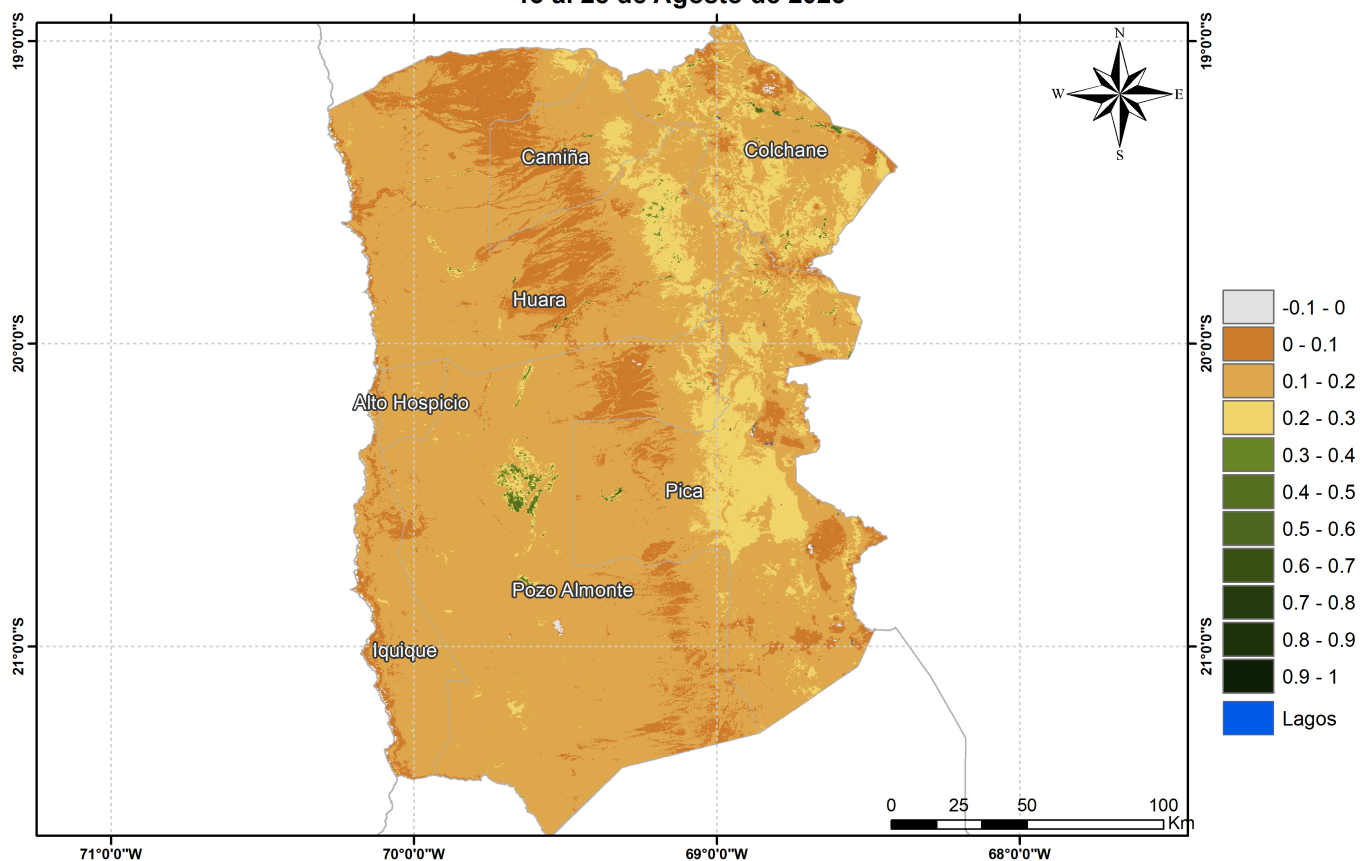 al de Agosto de
N
W E
S
19°0'0"S
19°0'0"S
Camiña
Colchane
Huara
20°0'0"S
20°0'0"S
Alto Hospicio
Pica
Pozo Almonte
Iquique
21°0'0"S
21°0'0"S
-0.1 - 0
0 - 0.1
0.1 - 0.2
0.2 - 0.3
0.3 - 0.4
0.4 - 0.5
0.5 - 0.6
0.6 - 0.7
0.7 - 0.8
0.8 - 0.9
0.9 - 1
Lagos
0 25 50 100
Km
71°0'0"W 70°0'0"W 69°0'0"W 68°0'0"W